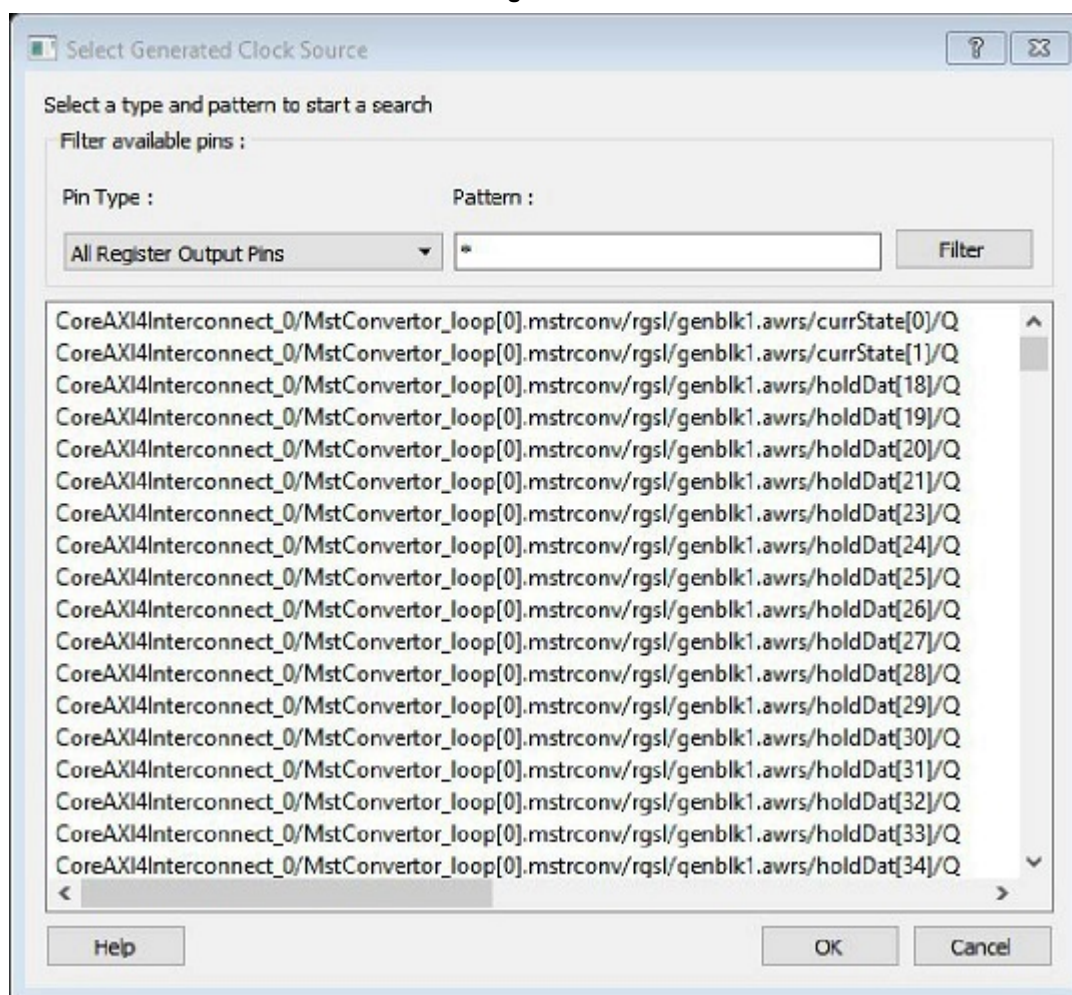 Select Generated Clock Source
Select a type and pattern to start a search
Filter available pins :
Pin Type : Pattern :
All Register Output Pins * Filter
CoreAXI4Interconnect_0/MstConvertor_loop[0].mstrconv/rgsl/genblk1.awrs/currState[0]/Q
CoreAXI4Interconnect_0/MstConvertor_loop[0].mstrconv/rgsl/genblk1.awrs/currState[1]/Q
CoreAXI4Interconnect_0/MstConvertor_loop[0].mstrconv/rgsl/genblk1.awrs/holdDat[18]/Q
CoreAXI4Interconnect_0/MstConvertor_loop[0].mstrconv/rgsl/genblk1.awrs/holdDat[19]/Q
CoreAXI4Interconnect_0/MstConvertor_loop[0].mstrconv/rgsl/genblk1.awrs/holdDat[20]/Q
CoreAXI4Interconnect_0/MstConvertor_loop[0].mstrconv/rgsl/genblk1.awrs/holdDat[21]/Q
CoreAXI4Interconnect_0/MstConvertor_loop[0].mstrconv/rgsl/genblk1.awrs/holdDat[23]/Q
CoreAXI4Interconnect_0/MstConvertor_loop[0].mstrconv/rgsl/genblk1.awrs/holdDat[24]/Q
CoreAXI4Interconnect_0/MstConvertor_loop[0].mstrconv/rgsl/genblk1.awrs/holdDat[25]/Q
CoreAXI4Interconnect_0/MstConvertor_loop[0].mstrconv/rgsl/genblk1.awrs/holdDat[26]/Q
CoreAXI4Interconnect_0/MstConvertor_loop[0].mstrconv/rgsl/genblk1.awrs/holdDat[27]/Q
CoreAXI4Interconnect_0/MstConvertor_loop[0].mstrconv/rgsl/genblk1.awrs/holdDat[28]/Q
CoreAXI4Interconnect_0/MstConvertor_loop[0].mstrconv/rgsl/genblk1.awrs/holdDat[29]/Q
CoreAXI4Interconnect_0/MstConvertor_loop[0].mstrconv/rgsl/genblk1.awrs/holdDat[30]/Q
CoreAXI4Interconnect_0/MstConvertor_loop[0].mstrconv/rgsl/genblk1.awrs/holdDat[31]/Q
CoreAXI4Interconnect_0/MstConvertor_loop[0].mstrconv/rgsl/genblk1.awrs/holdDat[32]/Q
CoreAXI4Interconnect_0/MstConvertor_loop[0].mstrconv/rgsl/genblk1.awrs/holdDat[33]/Q
CoreAXI4Interconnect_0/MstConvertor_loop[0].mstrconv/rgsl/genblk1.awrs/holdDat[34]/Q
Help OK Cancel